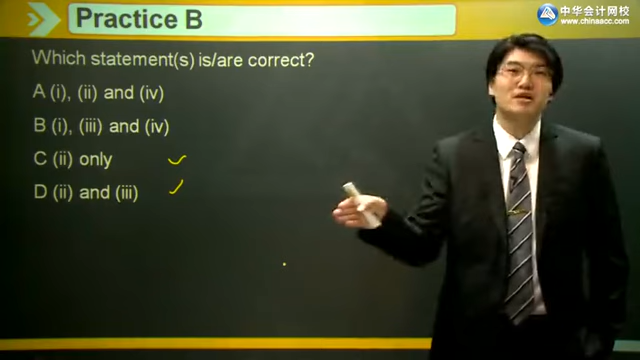 Practice B
中华会计网校
www.chinaacc.com
Which statement(s) is/are correct?
A (i), (ii) and (iv)
B (i), (iii) and (iv)
C (ii) only
D (ii) and (iii)